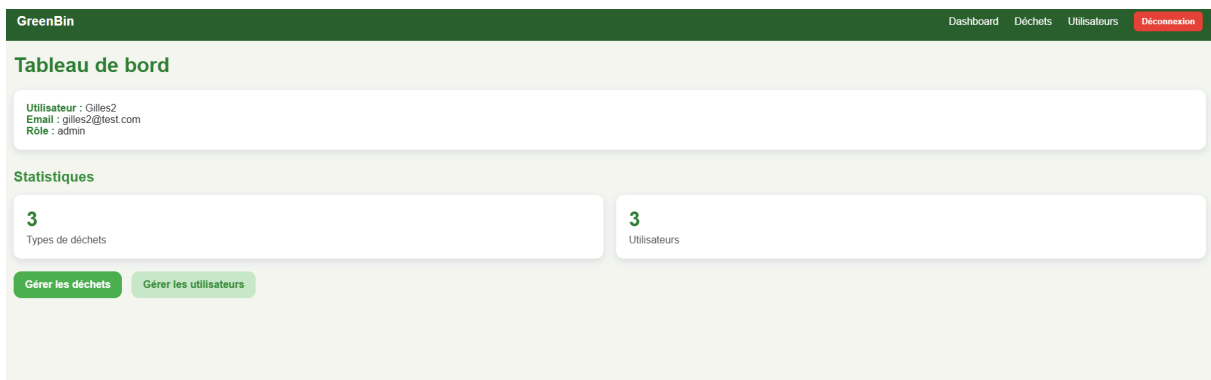 GreenBin Dashboard Déchets Utilisateurs Déconnexion
Tableau de bord
Utilisateur : Gilles2
Email : gilles2@test.com
Rôle : admin
Statistiques
3
Types de déchets
3
Utilisateurs
Gérer les déchets Gérer les utilisateurs